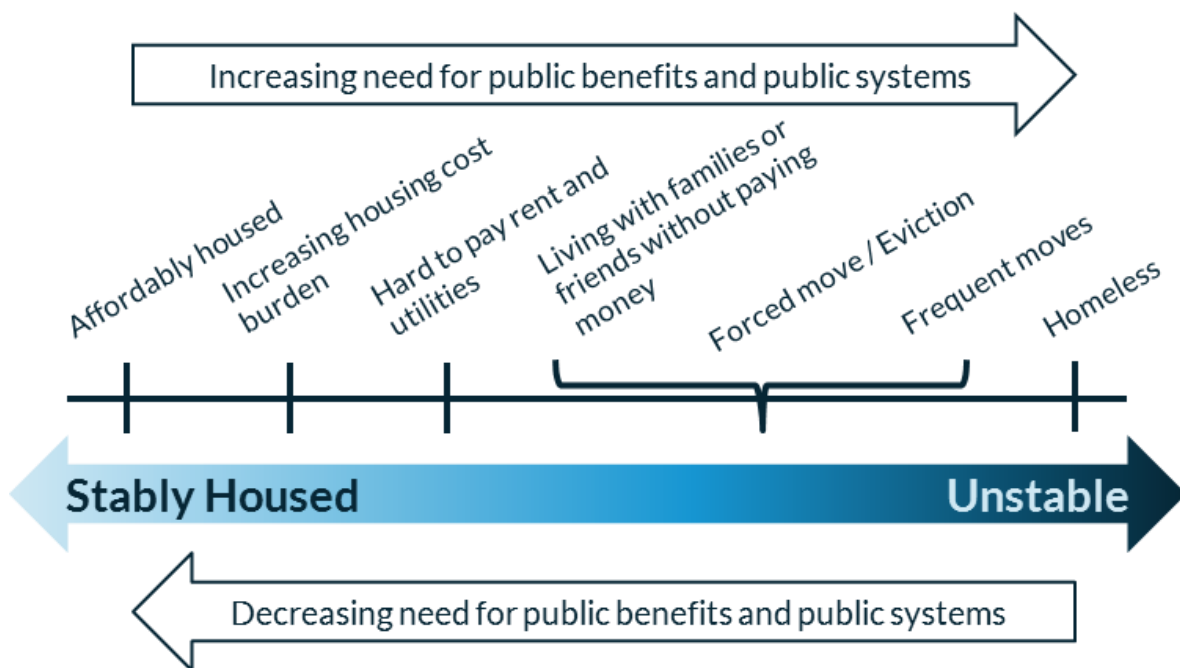 Increasing need for public benefits and public systems
Affordably housed
Increasing housing cost
burden
Hard to pay rent and
utilities
Living with families or
friends without paying
money
Forced move / Eviction
Frequent moves
Homeless
Stably Housed
Unstable
Decreasing need for public benefits and public systems